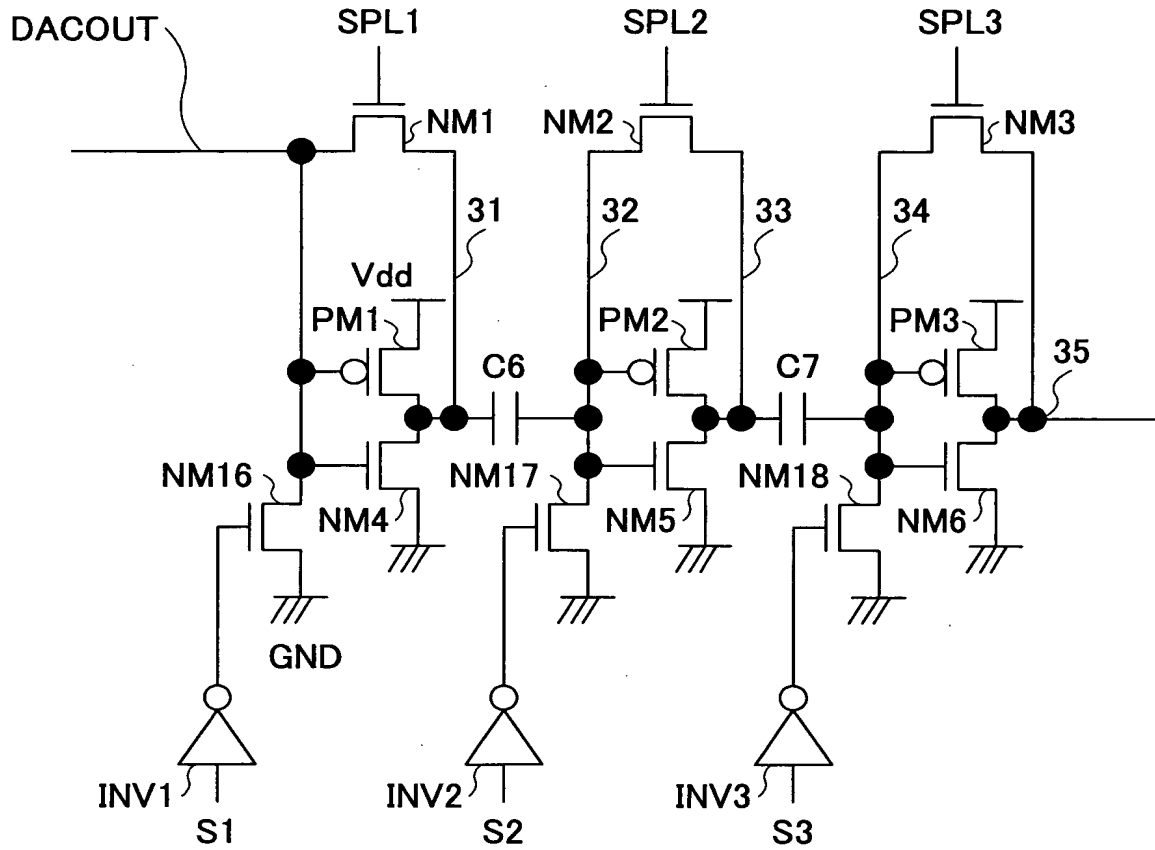 DACOUT
SPL1 SPL2 SPL3
NM1 NM2 NM3
31 32 33 34
Vdd
PM1 PM2 PM3
C6 C7 35
NM16 NM17 NM18
NM4 NM5 NM6
GND
INV1 INV2 INV3
S1 S2 S3